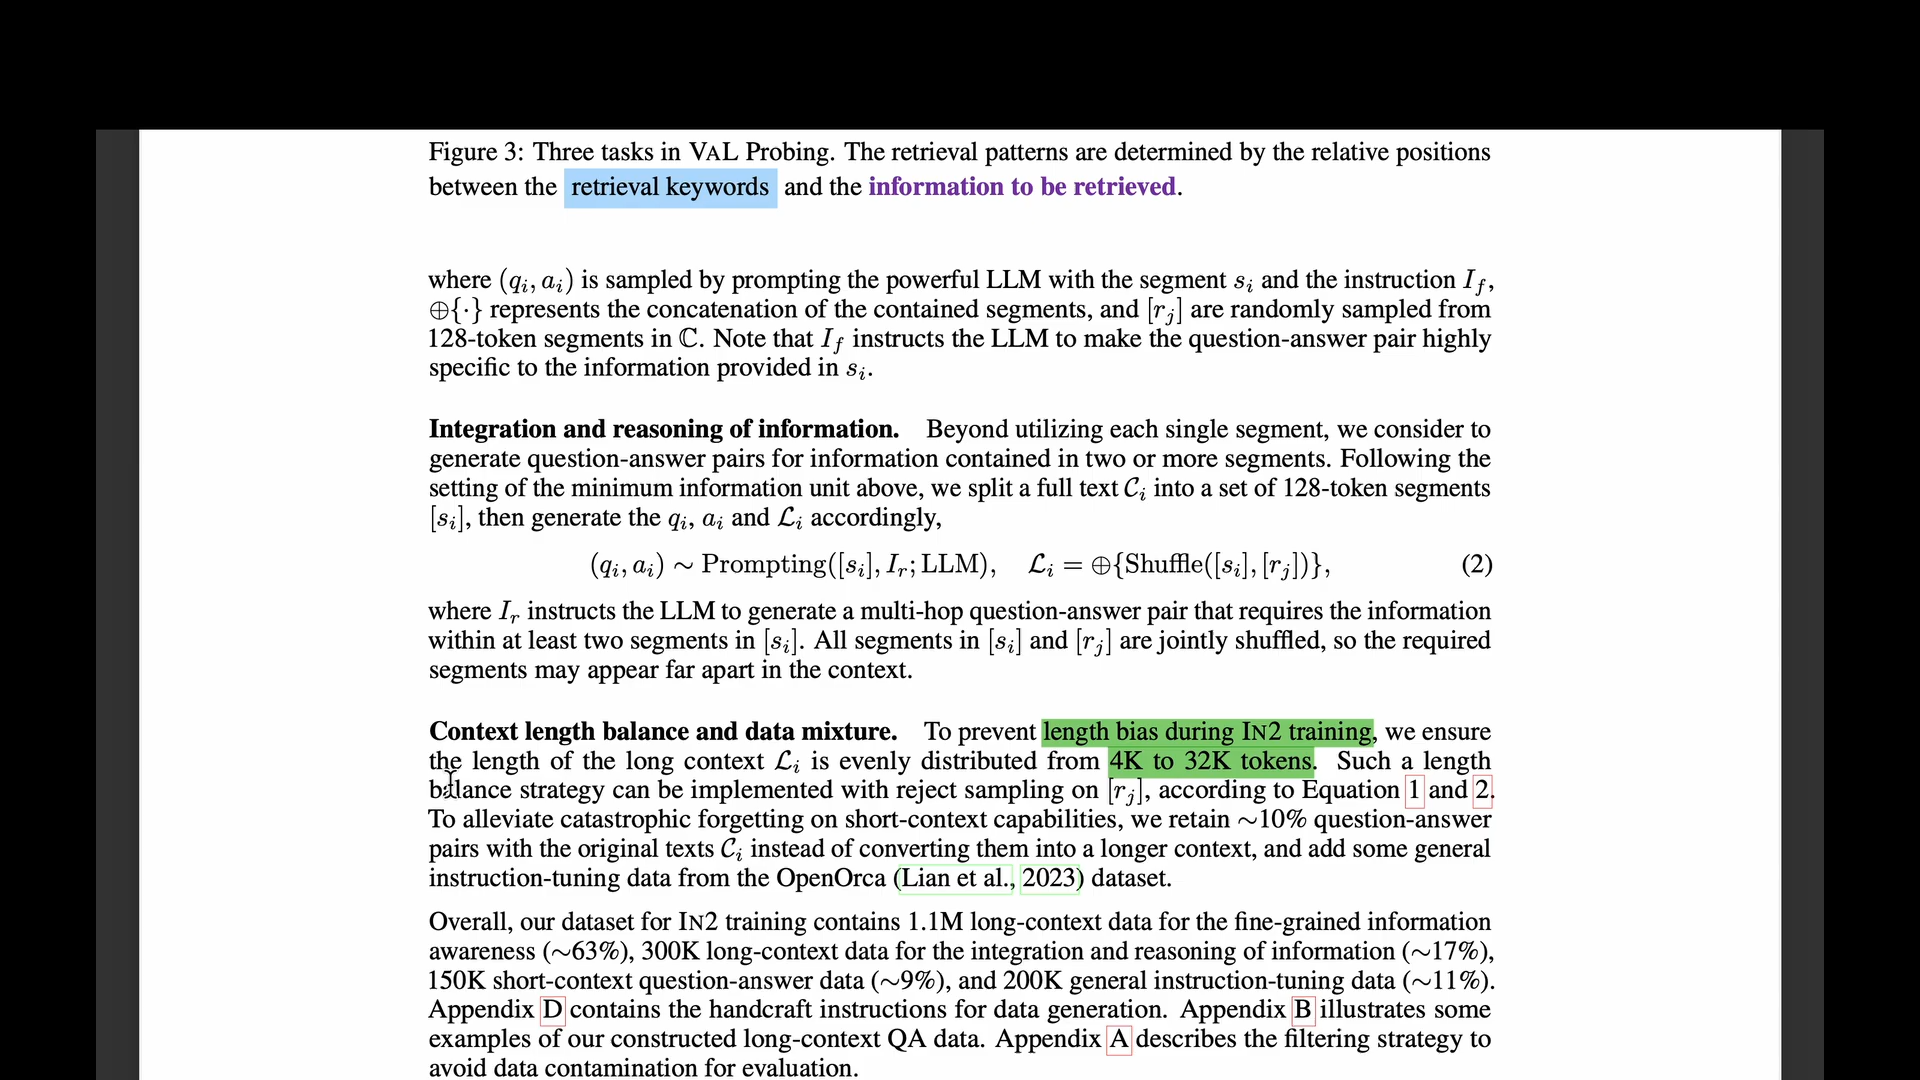 Figure 3: Three tasks in VAL Probing. The retrieval patterns are determined by the relative positions
between the retrieval keywords and the information to be retrieved.
where (qᵢ, aᵢ) is sampled by prompting the powerful LLM with the segment sᵢ and the instruction I_f,
⊕{·} represents the concatenation of the contained segments, and [rⱼ] are randomly sampled from
128-token segments in ℂ. Note that I_f instructs the LLM to make the question-answer pair highly
specific to the information provided in sᵢ.
Integration and reasoning of information. Beyond utilizing each single segment, we consider to
generate question-answer pairs for information contained in two or more segments. Following the
setting of the minimum information unit above, we split a full text 𝒞ᵢ into a set of 128-token segments
[sᵢ], then generate the qᵢ, aᵢ and ℒᵢ accordingly,
(qᵢ, aᵢ) ∼ Prompting([sᵢ], Iᵣ; LLM), ℒᵢ = ⊕{Shuffle([sᵢ], [rⱼ])}, (2)
where Iᵣ instructs the LLM to generate a multi-hop question-answer pair that requires the information
within at least two segments in [sᵢ]. All segments in [sᵢ] and [rⱼ] are jointly shuffled, so the required
segments may appear far apart in the context.
Context length balance and data mixture. To prevent length bias during IN2 training, we ensure
the length of the long context ℒᵢ is evenly distributed from 4K to 32K tokens. Such a length
balance strategy can be implemented with reject sampling on [rⱼ], according to Equation 1 and 2.
To alleviate catastrophic forgetting on short-context capabilities, we retain ∼10% question-answer
pairs with the original texts 𝒞ᵢ instead of converting them into a longer context, and add some general
instruction-tuning data from the OpenOrca (Lian et al., 2023) dataset.
Overall, our dataset for IN2 training contains 1.1M long-context data for the fine-grained information
awareness (∼63%), 300K long-context data for the integration and reasoning of information (∼17%),
150K short-context question-answer data (∼9%), and 200K general instruction-tuning data (∼11%).
Appendix D contains the handcraft instructions for data generation. Appendix B illustrates some
examples of our constructed long-context QA data. Appendix A describes the filtering strategy to
avoid data contamination for evaluation.